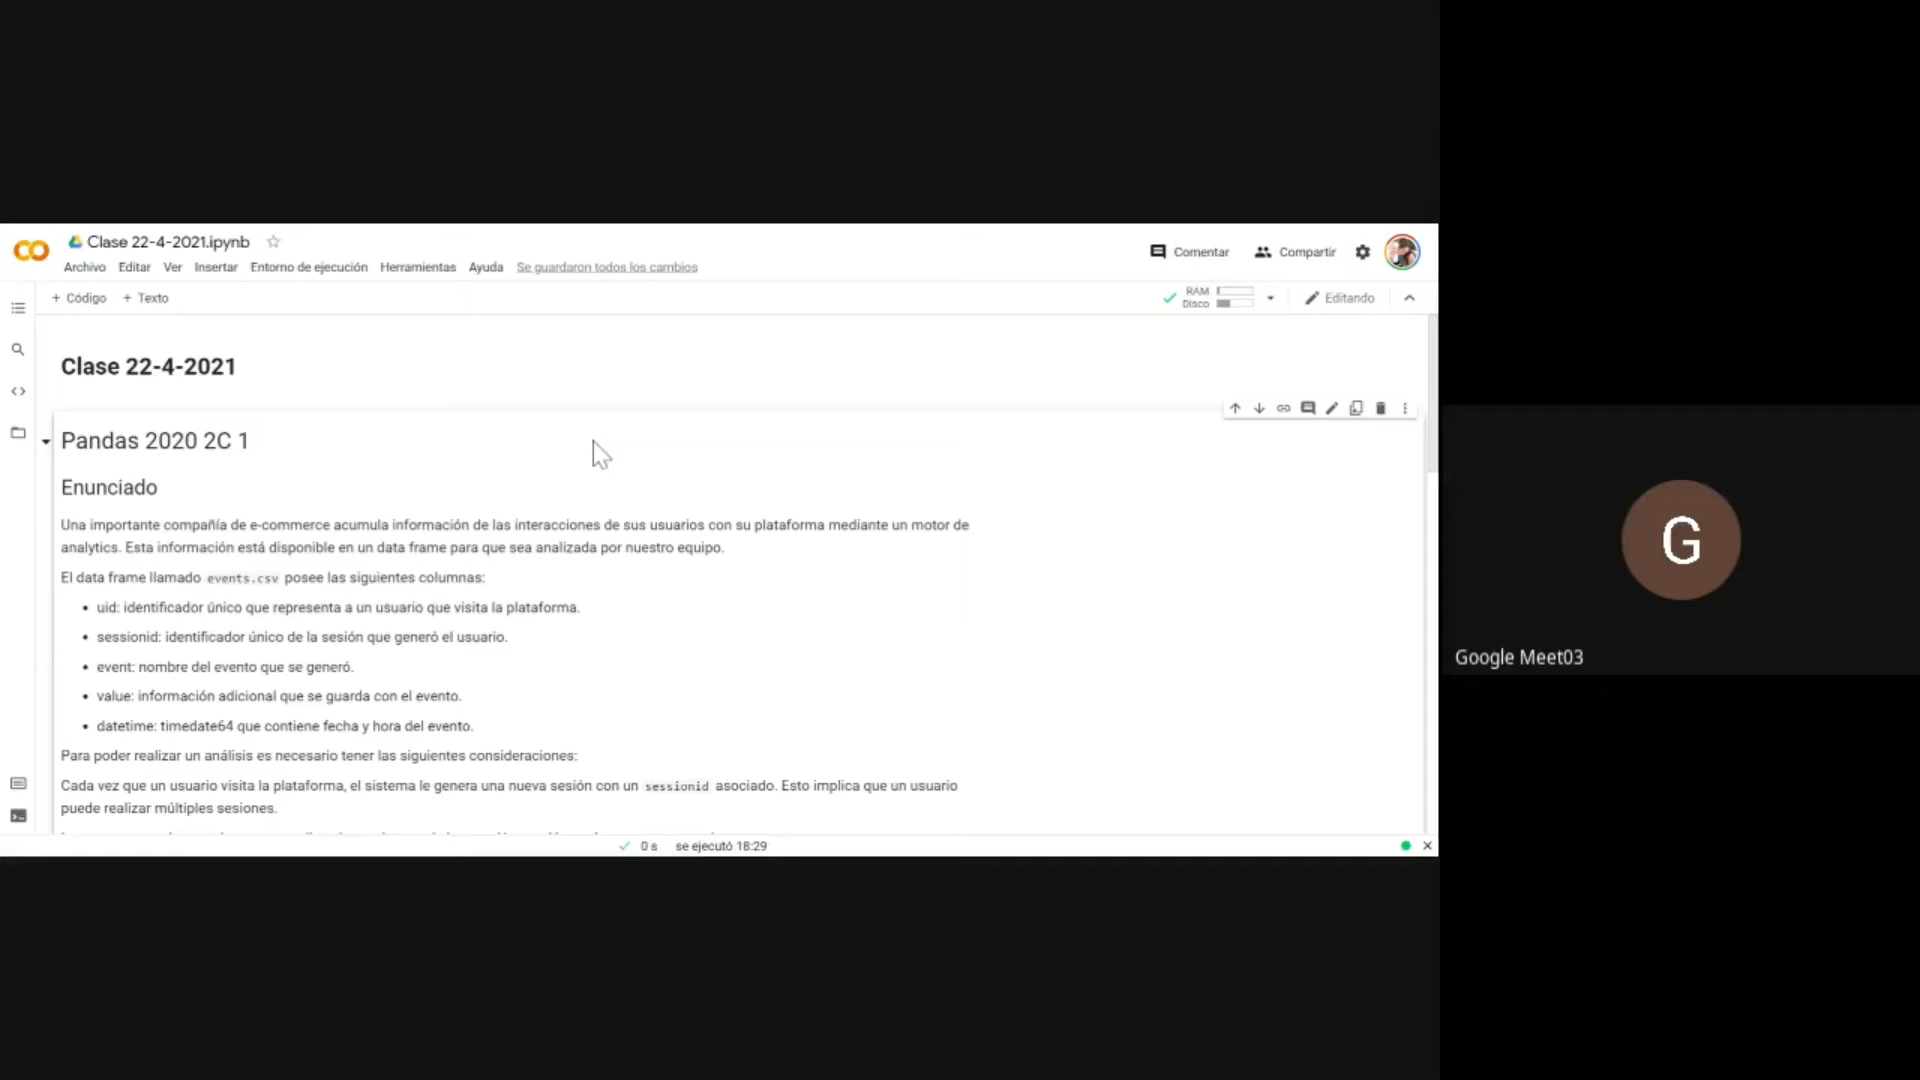 Clase 22-4-2021.ipynb
Archivo Editar Ver Insertar Entorno de ejecución Herramientas Ayuda Se guardaron todos los cambios
Comentar Compartir
+ Código + Texto
RAM
Disco
Editando
Clase 22-4-2021
Pandas 2020 2C 1
Enunciado
Una importante compañía de e-commerce acumula información de las interacciones de sus usuarios con su plataforma mediante un motor de
analytics. Esta información está disponible en un data frame para que sea analizada por nuestro equipo.
El data frame llamado events.csv posee las siguientes columnas:
• uid: identificador único que representa a un usuario que visita la plataforma.
• sessionid: identificador único de la sesión que generó el usuario.
• event: nombre del evento que se generó.
• value: información adicional que se guarda con el evento.
• datetime: timedate64 que contiene fecha y hora del evento.
Para poder realizar un análisis es necesario tener las siguientes consideraciones:
Cada vez que un usuario visita la plataforma, el sistema le genera una nueva sesión con un sessionid asociado. Esto implica que un usuario
puede realizar múltiples sesiones.
0 s se ejecutó 18:29
G
Google Meet03